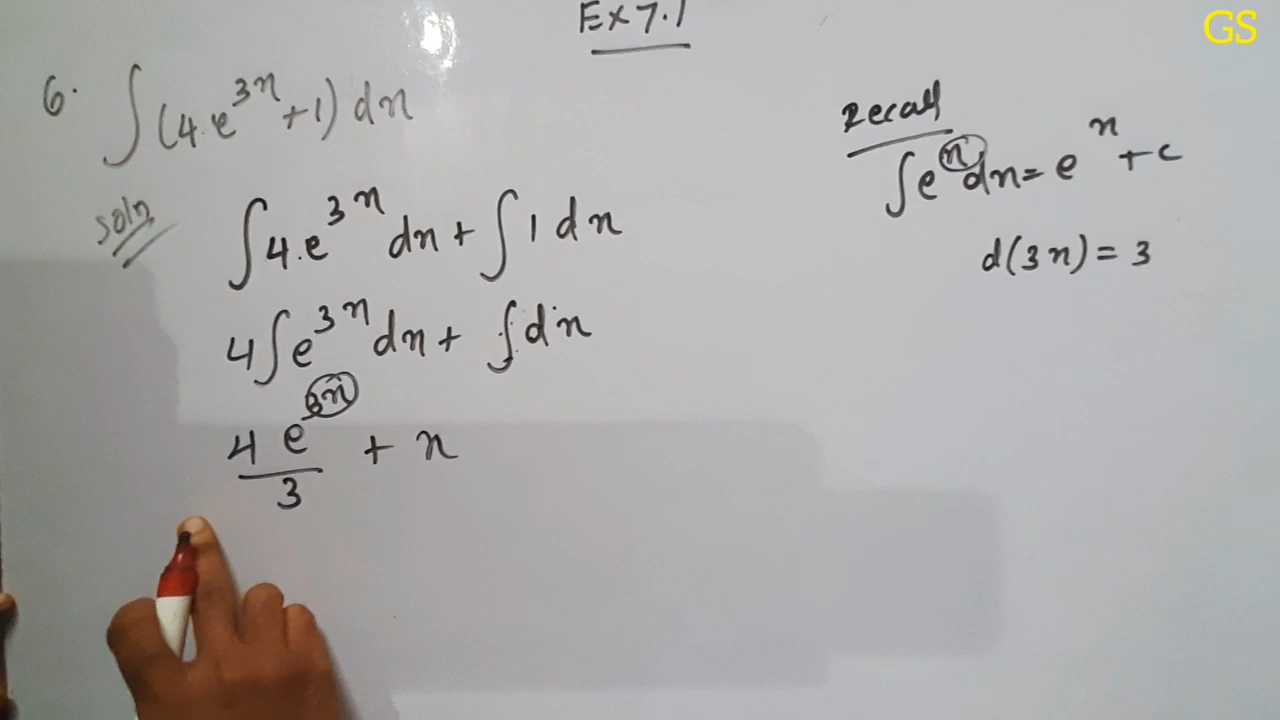 Ex 7.1
GS
6. ∫(4.e^{3x}+1) dx
Soln
∫4.e^{3x} dx + ∫1 dx
4∫e^{3x} dx + ∫dx
4 e^{3x}/3 + x
Recall
∫e^x dx = e^x + c
d(3x) = 3